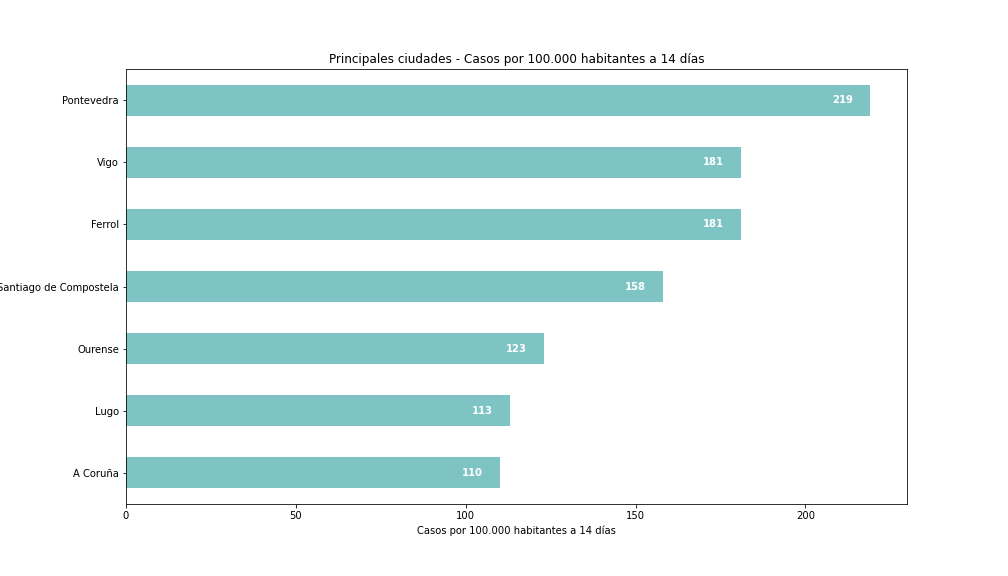 Principales ciudades - Casos por 100.000 habitantes a 14 días
Pontevedra 219
Vigo 181
Ferrol 181
Santiago de Compostela 158
Ourense 123
Lugo 113
A Coruña 110
0 50 100 150 200
Casos por 100.000 habitantes a 14 días